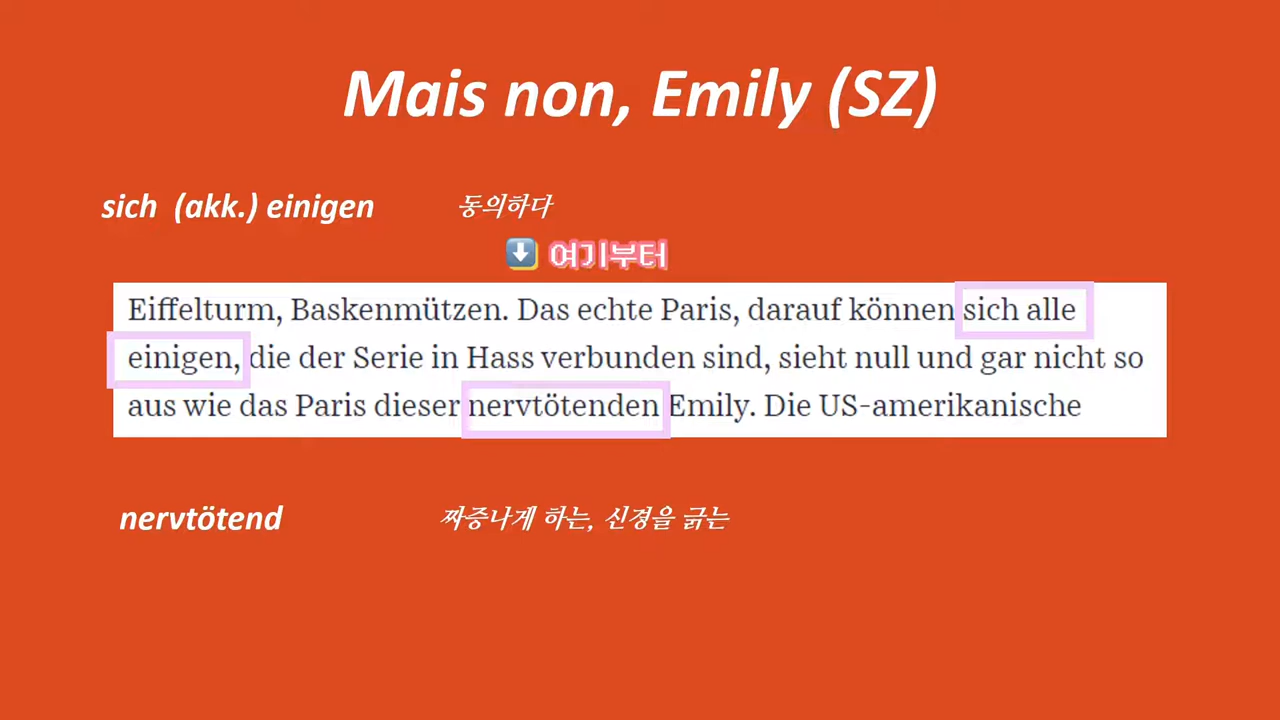 Mais non, Emily (SZ)
sich (akk.) einigen 동의하다
⬇ 여기부터
Eiffelturm, Baskenmützen. Das echte Paris, darauf können sich alle
einigen, die der Serie in Hass verbunden sind, sieht null und gar nicht so
aus wie das Paris dieser nervtötenden Emily. Die US-amerikanische
nervtötend 짜증나게 하는, 신경을 긁는